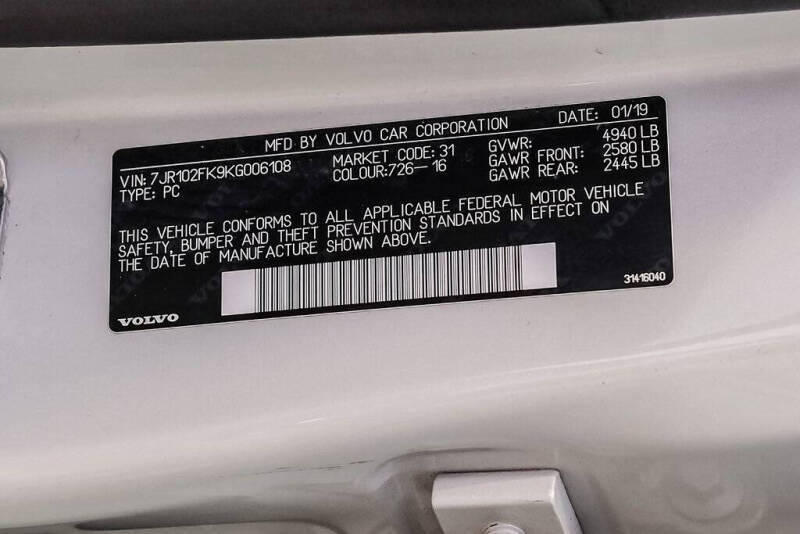 MFD BY VOLVO CAR CORPORATION DATE: 01/19
VIN: 7JR102FK9KG006108 MARKET CODE: 31 GVWR: 4940 LB
TYPE: PC COLOUR:726-16 GAWR FRONT: 2580 LB
GAWR REAR: 2445 LB
THIS VEHICLE CONFORMS TO ALL APPLICABLE FEDERAL MOTOR VEHICLE
SAFETY, BUMPER AND THEFT PREVENTION STANDARDS IN EFFECT ON
THE DATE OF MANUFACTURE SHOWN ABOVE.
VOLVO
31416040